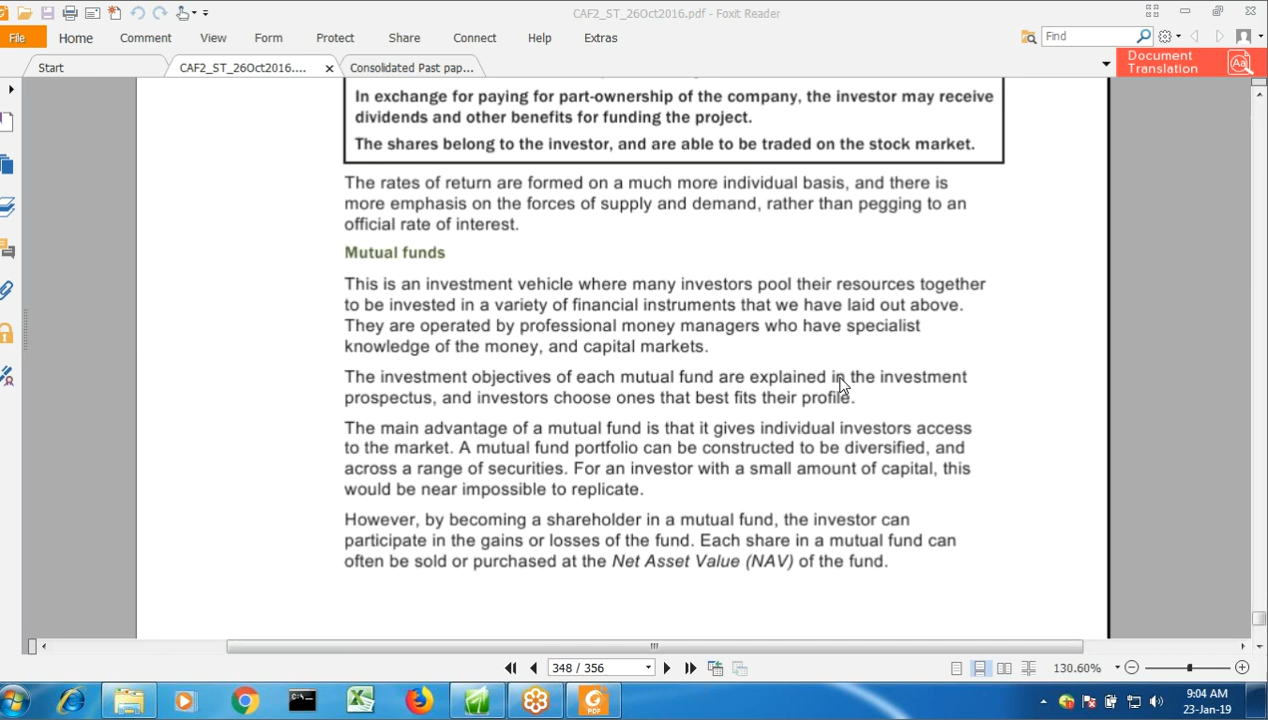 CAF2_ST_26Oct2016.pdf - Foxit Reader
File Home Comment View Form Protect Share Connect Help Extras
Find
Start CAF2_ST_26Oct2016.... Consolidated Past pap...
Document
Translation
In exchange for paying for part-ownership of the company, the investor may receive
dividends and other benefits for funding the project.
The shares belong to the investor, and are able to be traded on the stock market.
The rates of return are formed on a much more individual basis, and there is
more emphasis on the forces of supply and demand, rather than pegging to an
official rate of interest.
Mutual funds
This is an investment vehicle where many investors pool their resources together
to be invested in a variety of financial instruments that we have laid out above.
They are operated by professional money managers who have specialist
knowledge of the money, and capital markets.
The investment objectives of each mutual fund are explained in the investment
prospectus, and investors choose ones that best fits their profile.
The main advantage of a mutual fund is that it gives individual investors access
to the market. A mutual fund portfolio can be constructed to be diversified, and
across a range of securities. For an investor with a small amount of capital, this
would be near impossible to replicate.
However, by becoming a shareholder in a mutual fund, the investor can
participate in the gains or losses of the fund. Each share in a mutual fund can
often be sold or purchased at the Net Asset Value (NAV) of the fund.
348 / 356
130.60%
9:04 AM
23-Jan-19